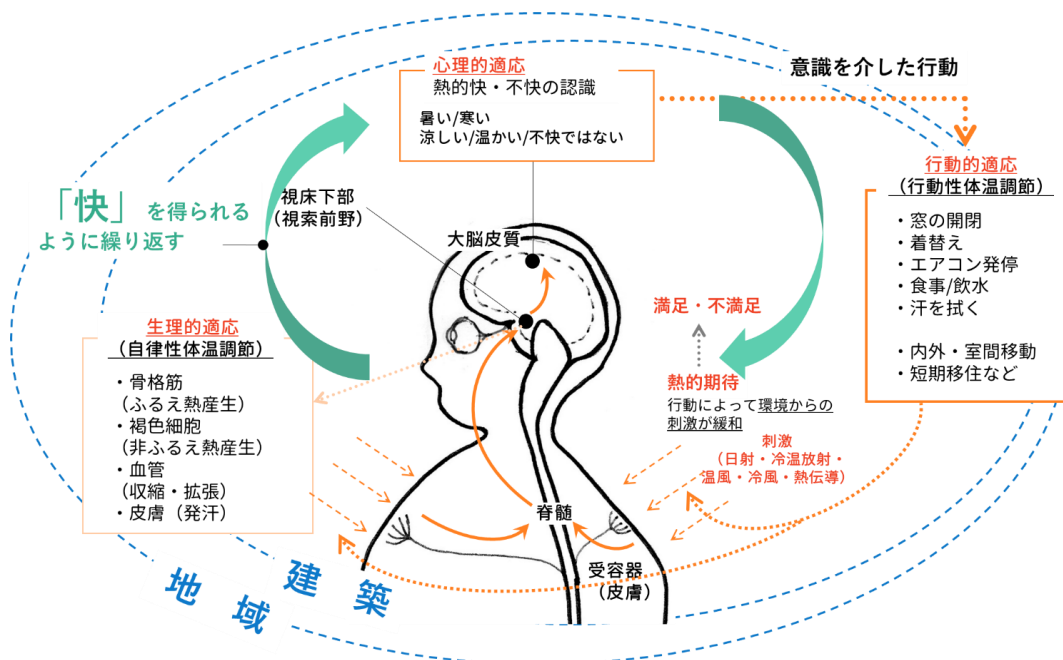 心理的適応
熱的快・不快の認識
暑い/寒い
涼しい/温かい/不快ではない
意識を介した行動
行動的適応
(行動性体温調節)
・窓の開閉
・着替え
・エアコン発停
・食事/飲水
・汗を拭く
・内外・室間移動
・短期移住など
「快」を得られる
ように繰り返す
視床下部
(視索前野)
大脳皮質
生理的適応
(自律性体温調節)
・骨格筋
(ふるえ熱産生)
・褐色細胞
(非ふるえ熱産生)
・血管
(収縮・拡張)
・皮膚(発汗)
満足・不満足
熱的期待
行動によって環境からの
刺激が緩和
刺激
(日射・冷温放射・
温風・冷風・熱伝導)
脊髄
受容器
(皮膚)
建築
地域